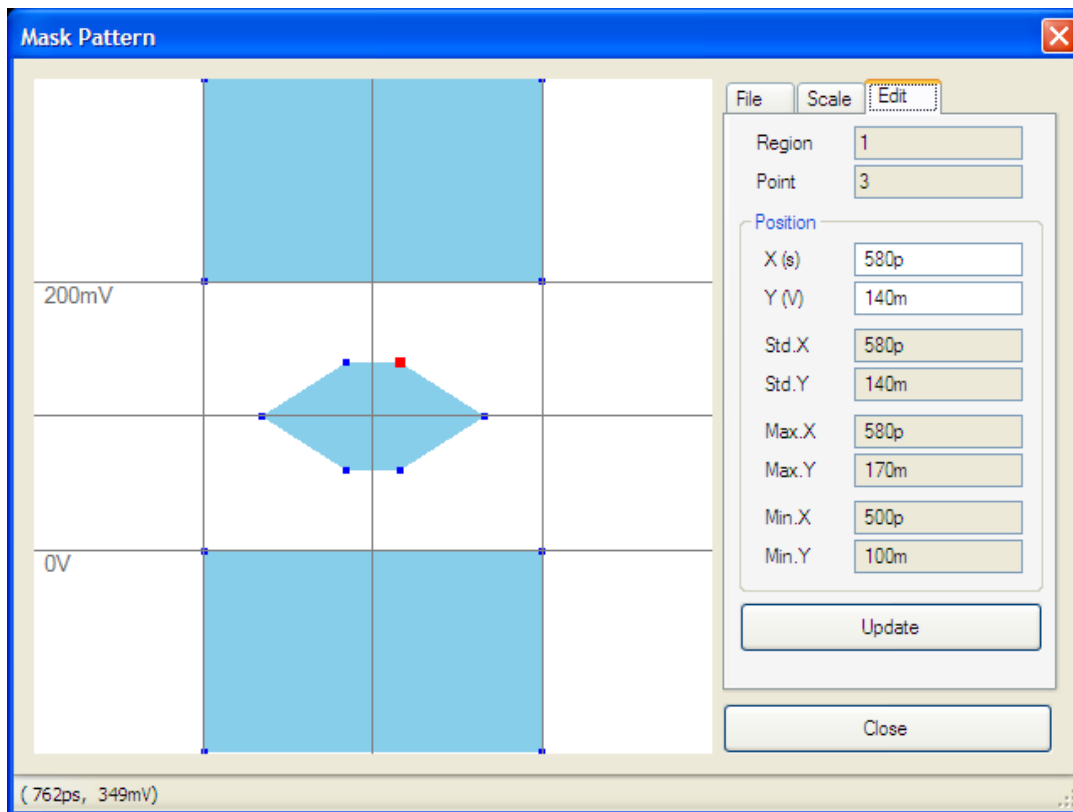 Mask Pattern
200mV
0V
File Scale Edit
Region 1
Point 3
Position
X (s) 580p
Y (V) 140m
Std.X 580p
Std.Y 140m
Max.X 580p
Max.Y 170m
Min.X 500p
Min.Y 100m
Update
Close
( 762ps, 349mV)